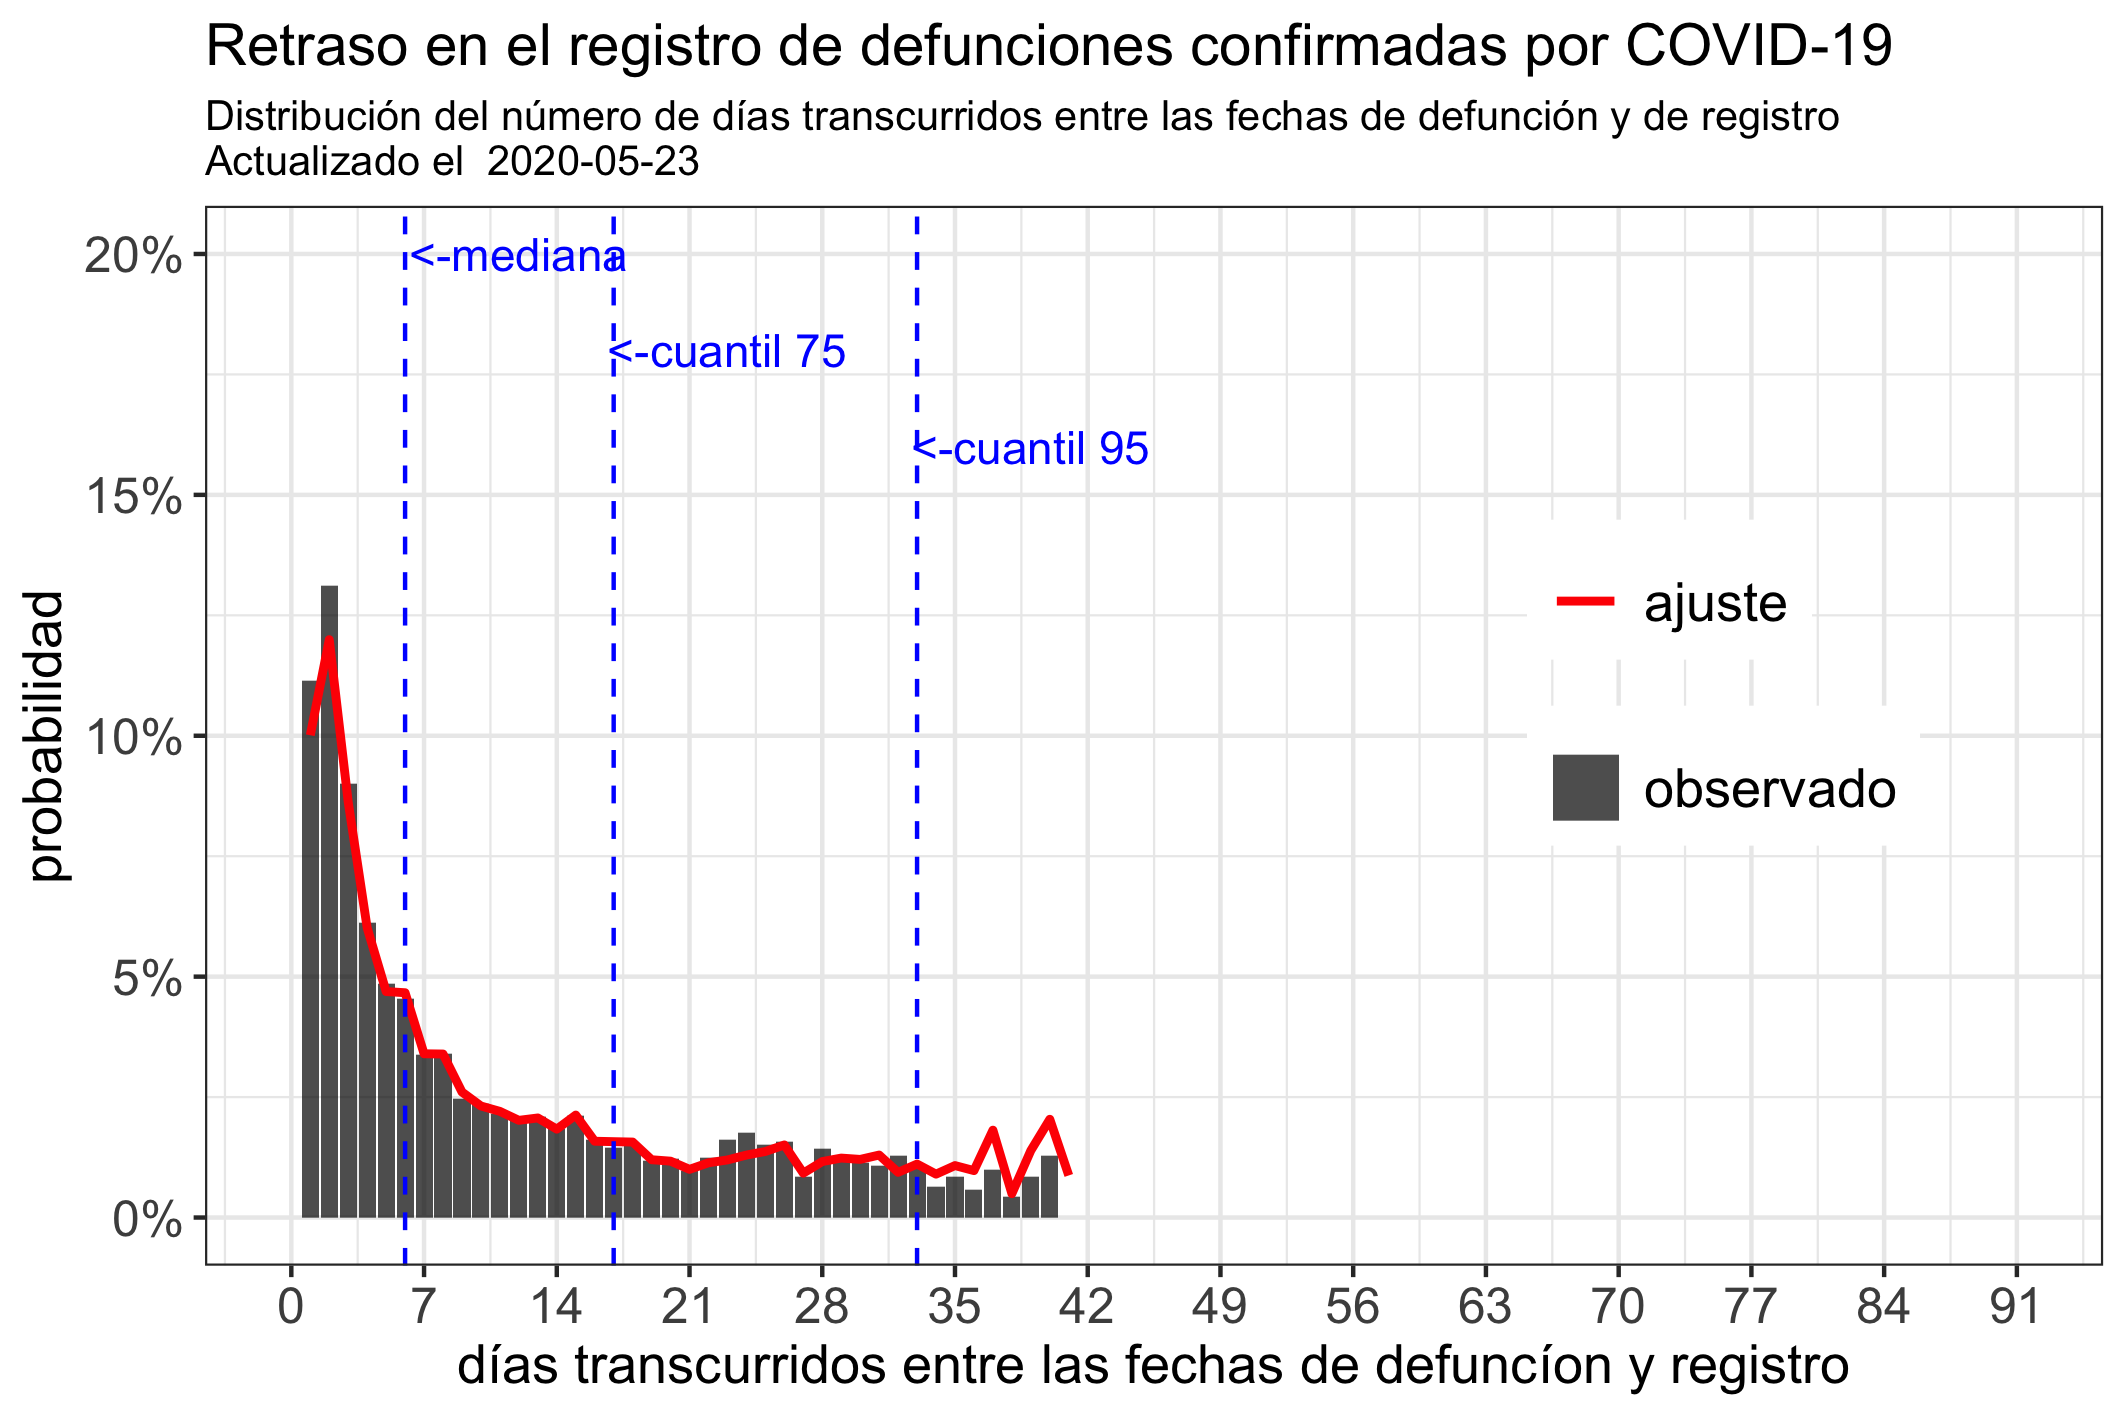 Retraso en el registro de defunciones confirmadas por COVID-19
Distribución del número de días transcurridos entre las fechas de defunción y de registro
Actualizado el  2020-05-23
probabilidad
20%
15%
10%
5%
0%
<-mediana
<-cuantil 75
<-cuantil 95
ajuste
observado
0 7 14 21 28 35 42 49 56 63 70 77 84 91
días transcurridos entre las fechas de defuncíon y registro